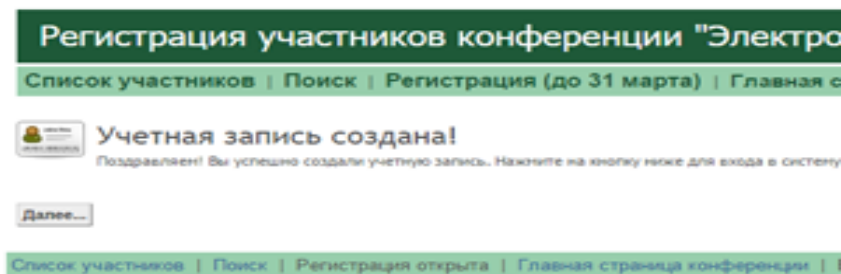 Регистрация участников конференции "Электро
Список участников | Поиск | Регистрация (до 31 марта) | Главная с
Учетная запись создана!
Поздравляем! Вы успешно создали учетную запись. Нажмите на кнопку ниже для входа в систему
Далее...
Список участников | Поиск | Регистрация открыта | Главная страница конференции |